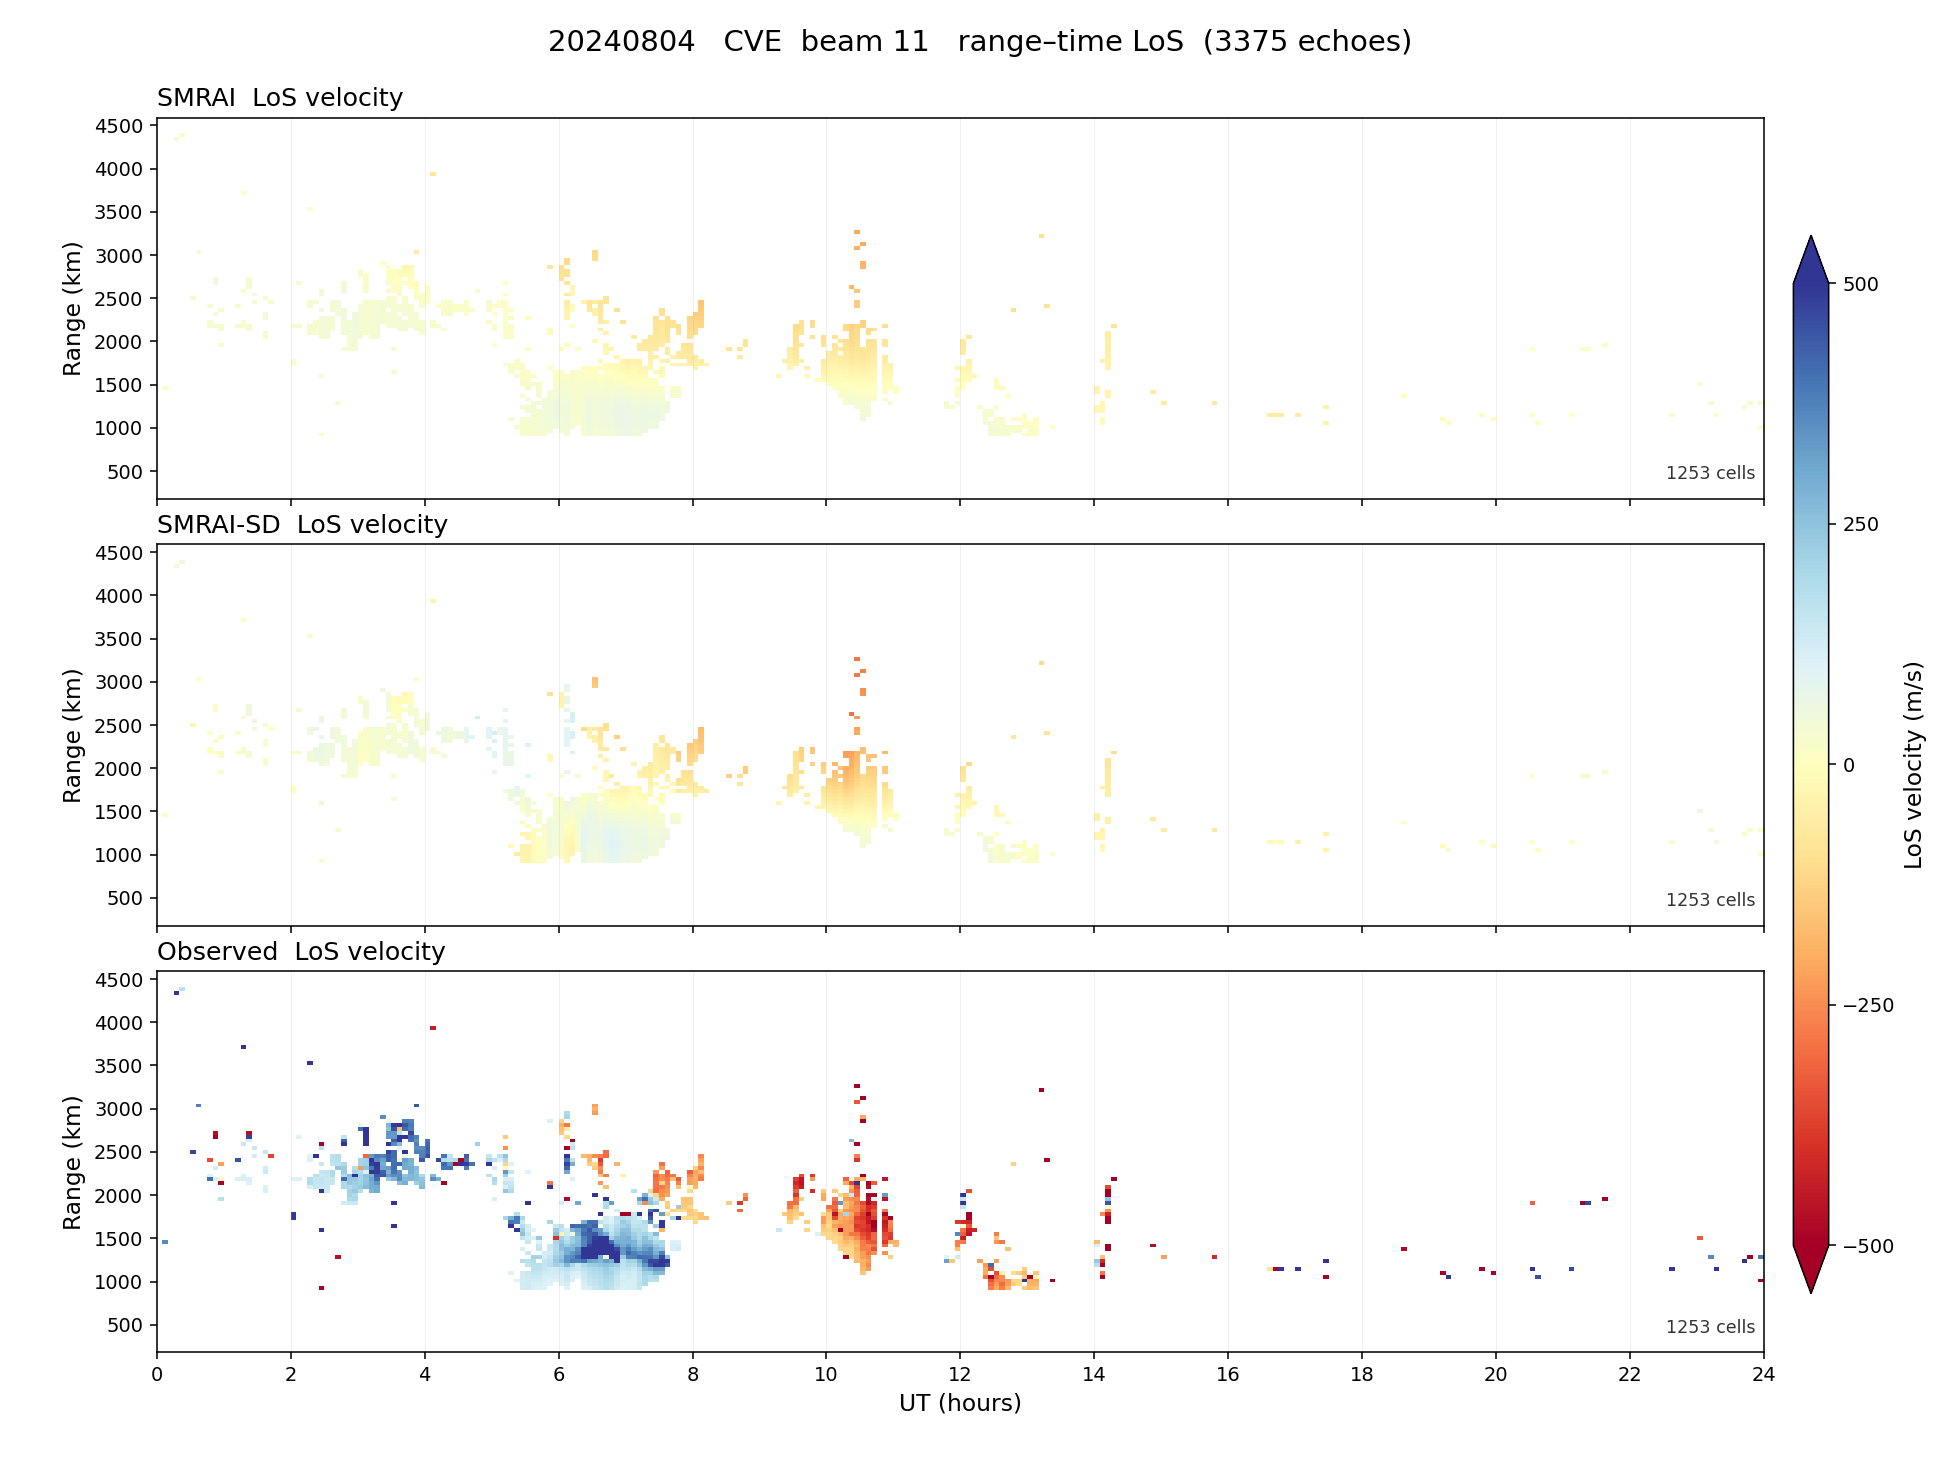 20240804   CVE  beam 11   range–time LoS  (3375 echoes)
SMRAI  LoS velocity
4500
4000
3500
3000
2500
2000
1500
1000
500
Range (km)
1253 cells
SMRAI-SD  LoS velocity
4500
4000
3500
3000
2500
2000
1500
1000
500
Range (km)
1253 cells
Observed  LoS velocity
4500
4000
3500
3000
2500
2000
1500
1000
500
Range (km)
1253 cells
0 2 4 6 8 10 12 14 16 18 20 22 24
UT (hours)
500
250
0
−250
−500
LoS velocity (m/s)